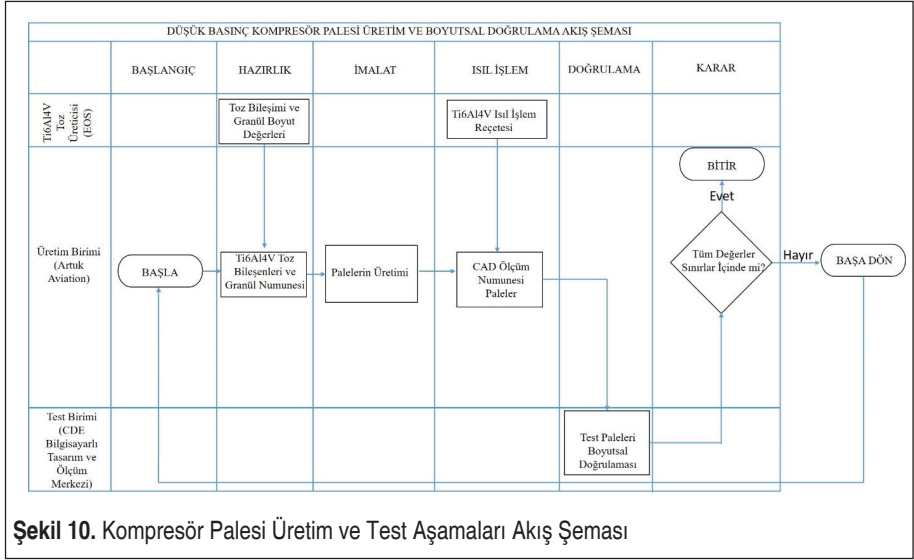 DÜŞÜK BASINÇ KOMPRESÖR PALESİ ÜRETİM VE BOYUTSAL DOĞRULAMA AKIŞ ŞEMASI
BAŞLANGIÇ
HAZIRLIK
İMALAT
ISIL İŞLEM
DOĞRULAMA
KARAR
Ti6Al4V
Toz
Üreticisi
(EOS)
Toz Bileşimi ve
Granül Boyut
Değerleri
Ti6Al4V Isıl İşlem
Reçetesi
Üretim Birimi
(Artuk
Aviation)
BAŞLA
Ti6Al4V Toz
Bileşenleri ve
Granül Numunesi
Palelerin Üretimi
CAD Ölçüm
Numunesi
Paleler
BİTİR
Evet
Tüm Değerler
Sınırlar İçinde mi?
Hayır
BAŞA DÖN
Test Birimi
(CDE
Bilgisayarlı
Tasarım ve
Ölçüm
Merkezi)
Test Paleleri
Boyutsal
Doğrulaması
Şekil 10. Kompresör Palesi Üretim ve Test Aşamaları Akış Şeması